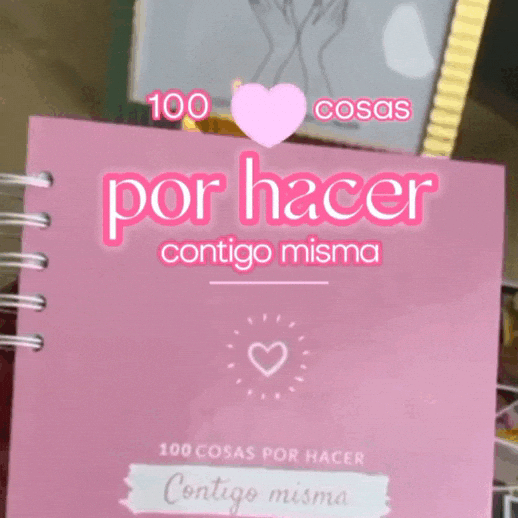 100 cosas
por hacer
contigo misma
100 COSAS POR HACER
Contigo misma